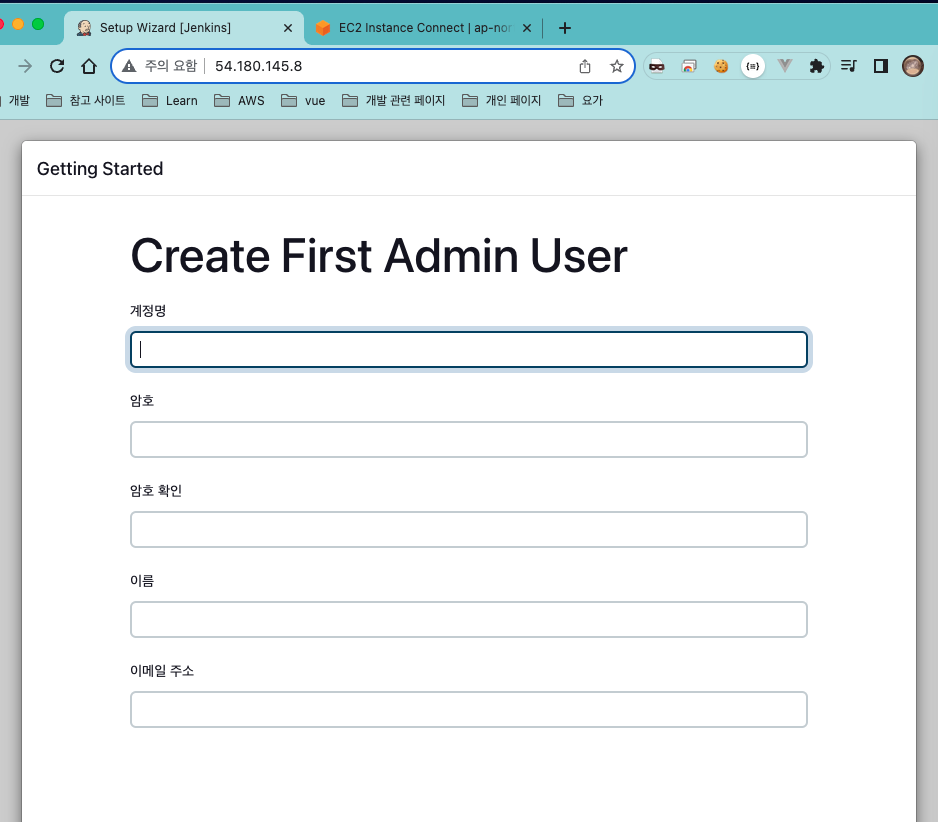 Setup Wizard [Jenkins]
EC2 Instance Connect | ap-nor
주의 요함
54.180.145.8
개발
참고 사이트
Learn
AWS
vue
개발 관련 페이지
개인 페이지
요가
Getting Started
Create First Admin User
계정명
암호
암호 확인
이름
이메일 주소